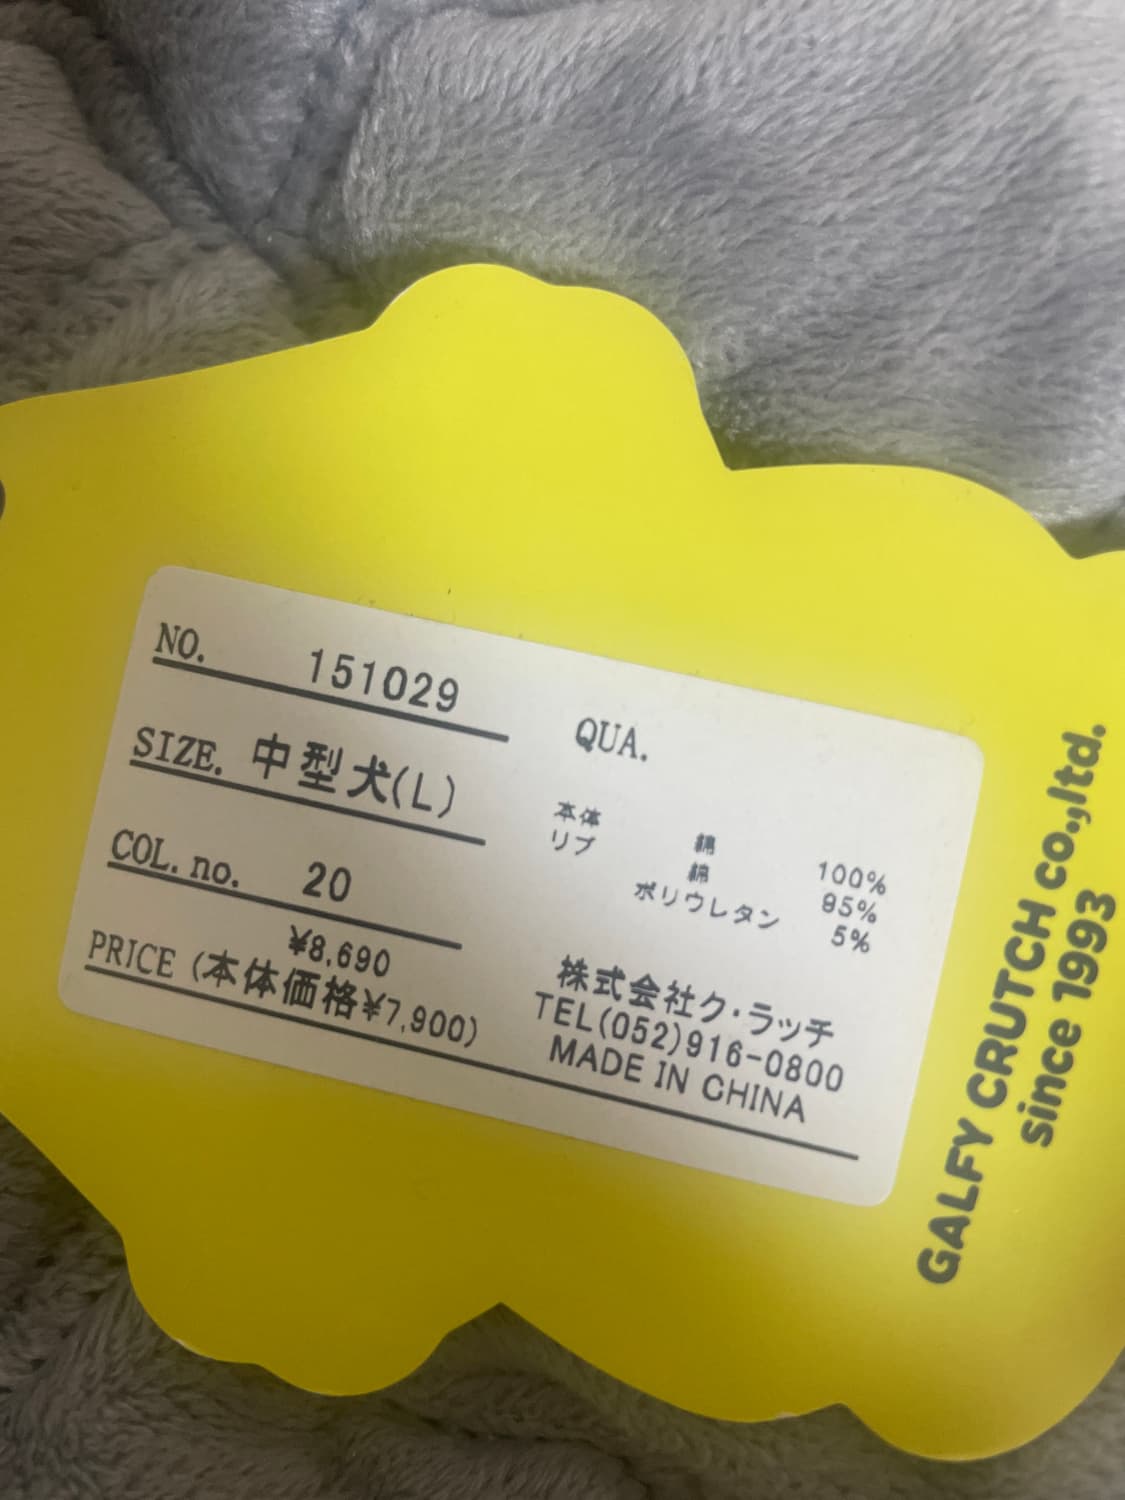 NO. 151029
SIZE. 中型犬(L)
COL. no. 20
¥8,690
PRICE (本体価格¥7,900)
QUA.
本体 綿 100%
リブ 綿 95%
ポリウレタン 5%
株式会社ク・ラッチ
TEL(052)916-0800
MADE IN CHINA
GALFY CRUTCH co.,ltd.
since 1993